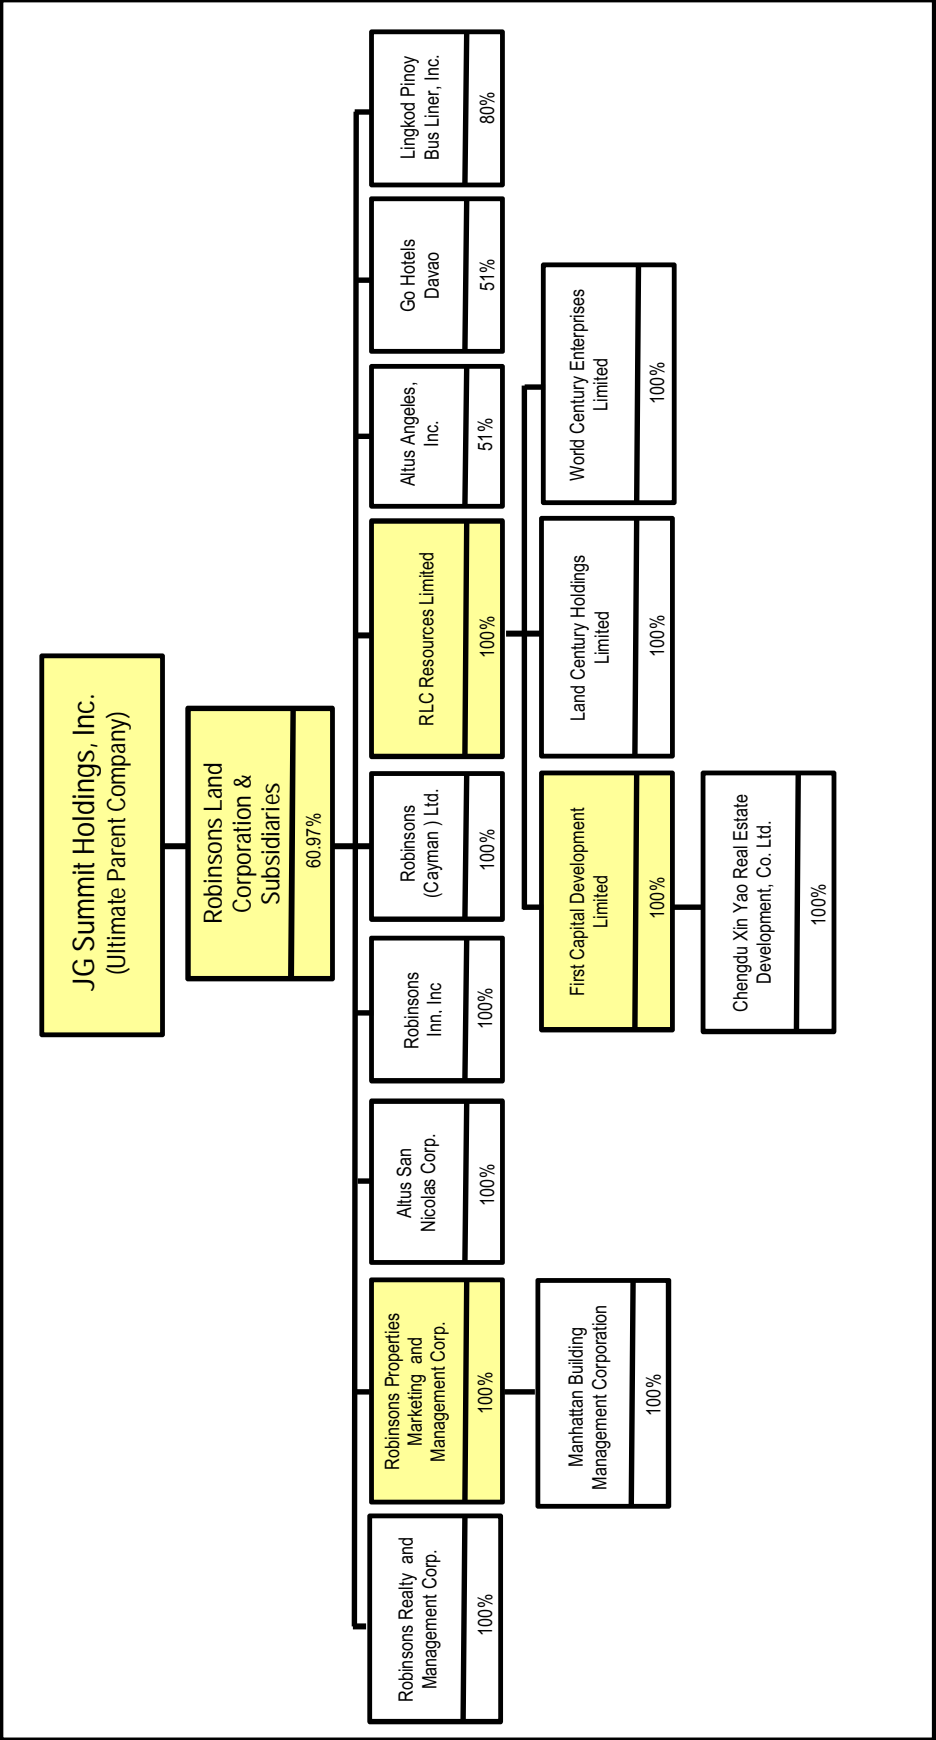 JG Summit Holdings, Inc.
(Ultimate Parent Company)
Robinsons Land
Corporation &
Subsidiaries
60.97%
Robinsons Realty and
Management Corp.
100%
Robinsons Properties
Marketing and
Management Corp.
100%
Altus San
Nicolas Corp.
100%
Robinsons
Inn, Inc
100%
Robinsons
(Cayman ) Ltd.
100%
RLC Resources Limited
100%
Altus Angeles,
Inc.
51%
Go Hotels
Davao
51%
Lingkod Pinoy
Bus Liner, Inc.
80%
Manhattan Building
Management Corporation
100%
First Capital Development
Limited
100%
Land Century Holdings
Limited
100%
World Century Enterprises
Limited
100%
Chengdu Xin Yao Real Estate
Development, Co. Ltd.
100%